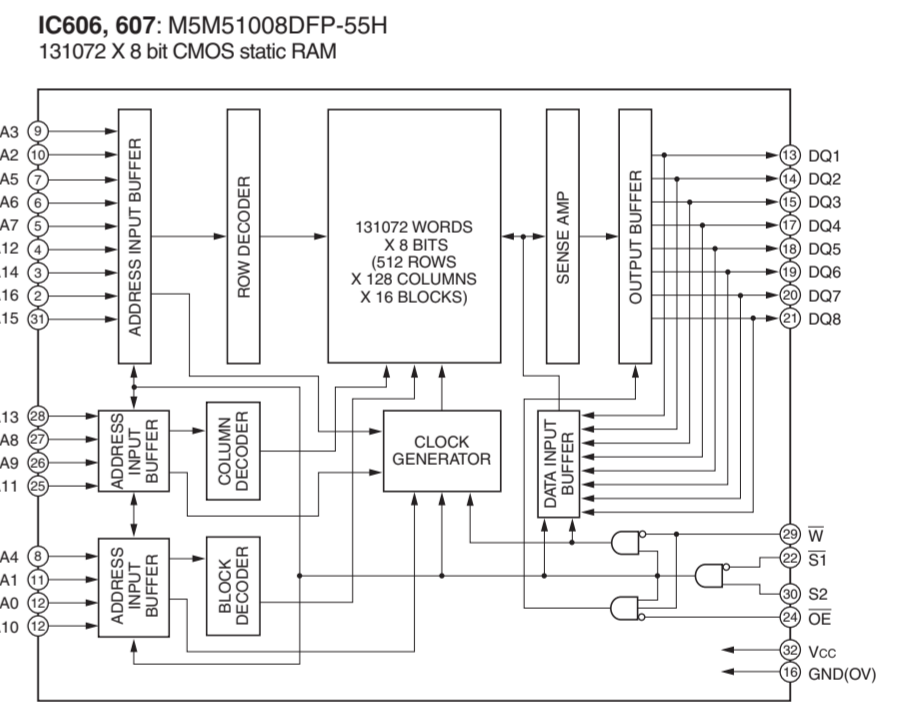 IC606, 607: M5M51008DFP-55H
131072 X 8 bit CMOS static RAM
A3 9
A2 10
A5 7
A6 6
A7 5
12 4
14 3
16 2
15 31
13 28
A8 27
A9 26
11 25
A4 8
A1 11
A0 12
10 12
ADDRESS INPUT BUFFER
ROW DECODER
131072 WORDS
X 8 BITS
(512 ROWS
X 128 COLUMNS
X 16 BLOCKS)
SENSE AMP
OUTPUT BUFFER
13 DQ1
14 DQ2
15 DQ3
17 DQ4
18 DQ5
19 DQ6
20 DQ7
21 DQ8
ADDRESS
INPUT
BUFFER
COLUMN
DECODER
CLOCK
GENERATOR
DATA INPUT
BUFFER
ADDRESS
INPUT
BUFFER
BLOCK
DECODER
29 W̅
22 S̅1̅
30 S2
24 O̅E̅
32 Vcc
16 GND(OV)